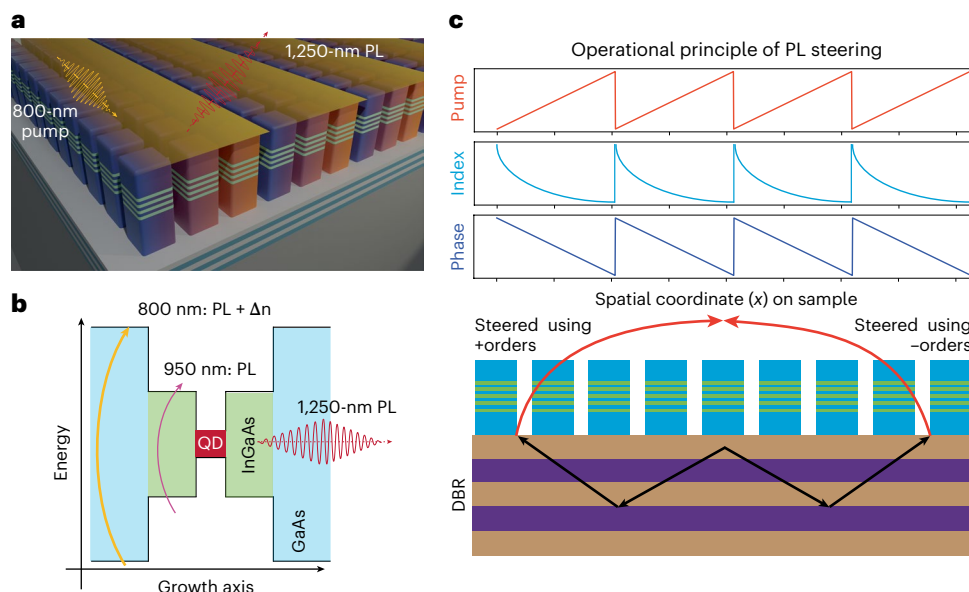 a
1,250-nm PL
800-nm
pump
b
800 nm: PL + Δn
950 nm: PL
1,250-nm PL
QD
InGaAs
GaAs
Energy
Growth axis
c
Operational principle of PL steering
Pump
Index
Phase
Spatial coordinate (x) on sample
Steered using
+orders
Steered using
–orders
DBR